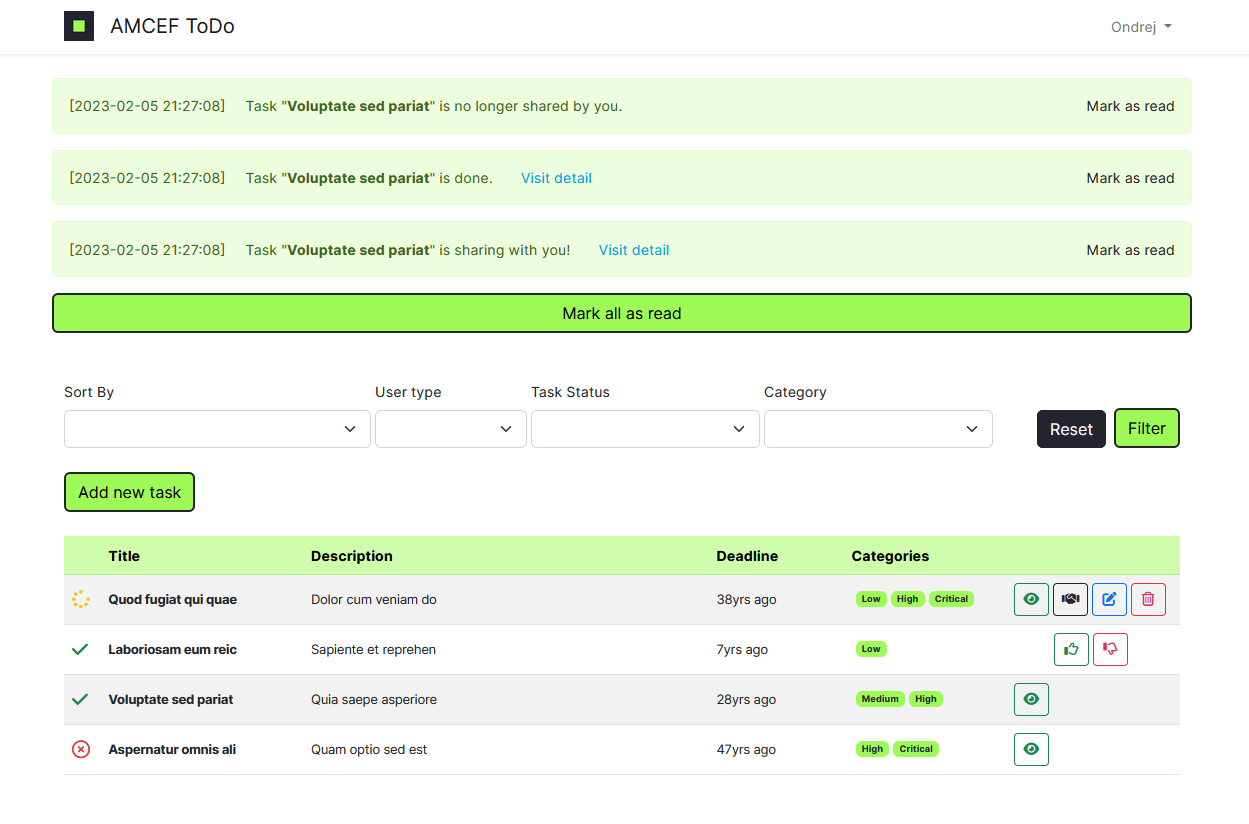 AMCEF ToDo Ondrej
[2023-02-05 21:27:08] Task "Voluptate sed pariat" is no longer shared by you. Mark as read
[2023-02-05 21:27:08] Task "Voluptate sed pariat" is done. Visit detail Mark as read
[2023-02-05 21:27:08] Task "Voluptate sed pariat" is sharing with you! Visit detail Mark as read
Mark all as read
Sort By User type Task Status Category
Reset Filter
Add new task
Title Description Deadline Categories
Quod fugiat qui quae Dolor cum veniam do 38yrs ago Low High Critical
Laboriosam eum reic Sapiente et reprehen 7yrs ago Low
Voluptate sed pariat Quia saepe asperiore 28yrs ago Medium High
Aspernatur omnis ali Quam optio sed est 47yrs ago High Critical